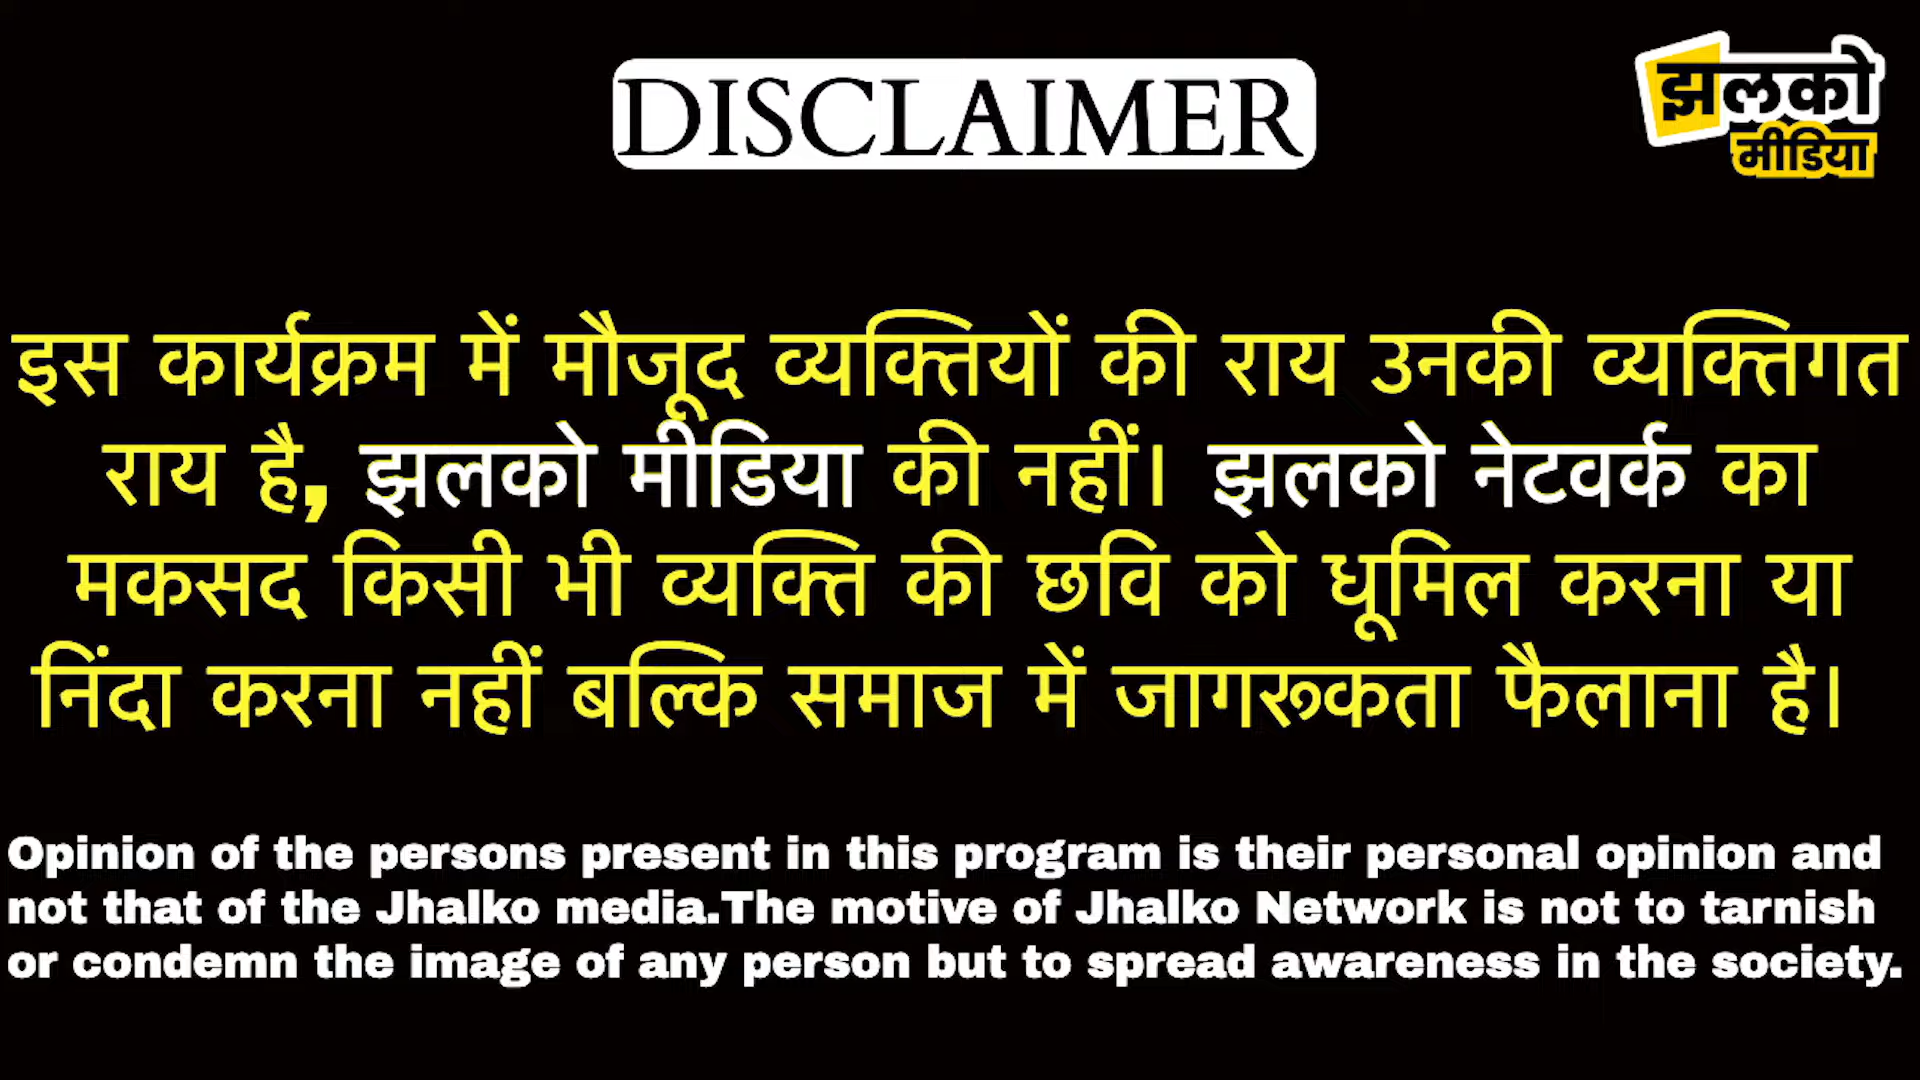 DISCLAIMER
झलको
मीडिया
इस कार्यक्रम में मौजूद व्यक्तियों की राय उनकी व्यक्तिगत
राय है, झलको मीडिया की नहीं। झलको नेटवर्क का
मकसद किसी भी व्यक्ति की छवि को धूमिल करना या
निंदा करना नहीं बल्कि समाज में जागरूकता फैलाना है।
Opinion of the persons present in this program is their personal opinion and
not that of the Jhalko media.The motive of Jhalko Network is not to tarnish
or condemn the image of any person but to spread awareness in the society.